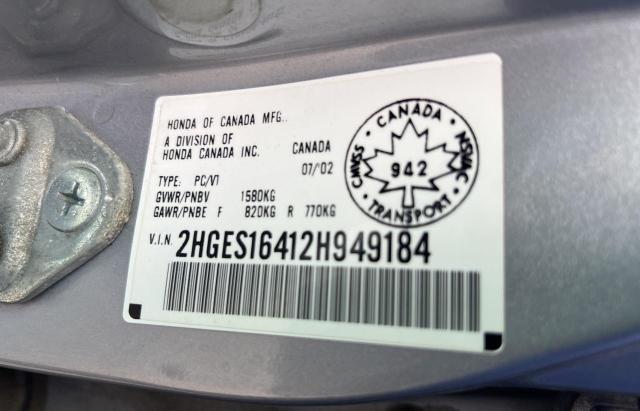 HONDA OF CANADA MFG..
A DIVISION OF
HONDA CANADA INC. CANADA
07/'02
TYPE: PC/V1
GVWR/PNBV 1580KG
GAWR/PNBE F 820KG R 770KG
V.I.N. 2HGES16412H949184
CANADA
CMVSS 942 NSVAC
TRANSPORT